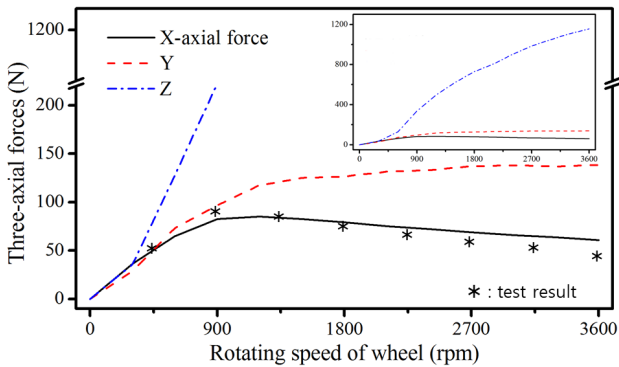 1200
200
150
100
50
0
Three-axial forces (N)
X-axial force
Y
Z
1200
800
400
0
0 900 1800 2700 3600
* : test result
0 900 1800 2700 3600
Rotating speed of wheel (rpm)